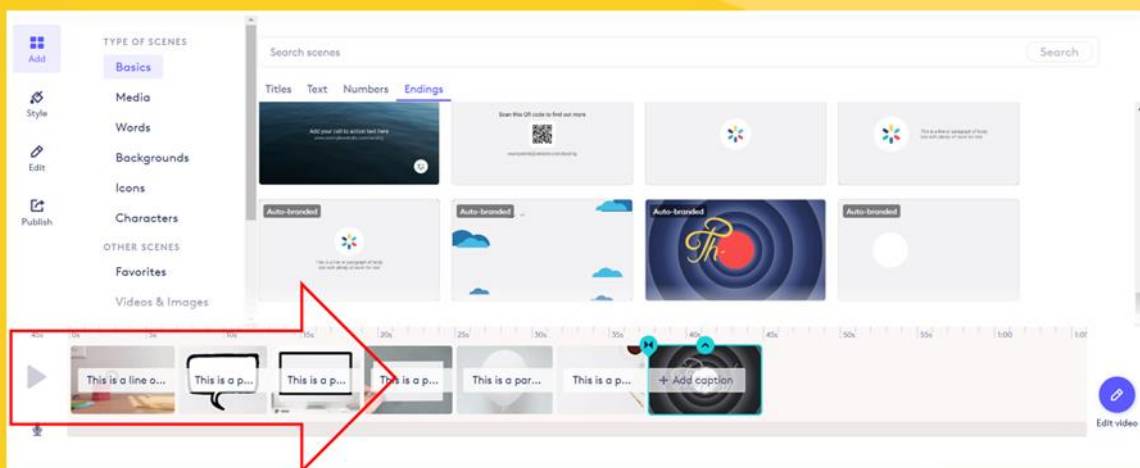 TYPE OF SCENES
Search scenes
Search
Add
Basics
Titles Text Numbers Endings
Media
Style
Words
Add your call to action text here
Scan this QR code to find out more
Edit
Backgrounds
Icons
Publish
Characters
Auto-branded
Auto-branded
Auto-branded
Auto-branded
Th
OTHER SCENES
Favorites
Videos & Images
5s 10s 15s 20s 25s 30s 35s 40s 45s 50s 55s 1:00 1:05
This is a line o...
This is a p...
This is a p...
This is a p...
This is a par...
This is a p...
+ Add caption
Edit video